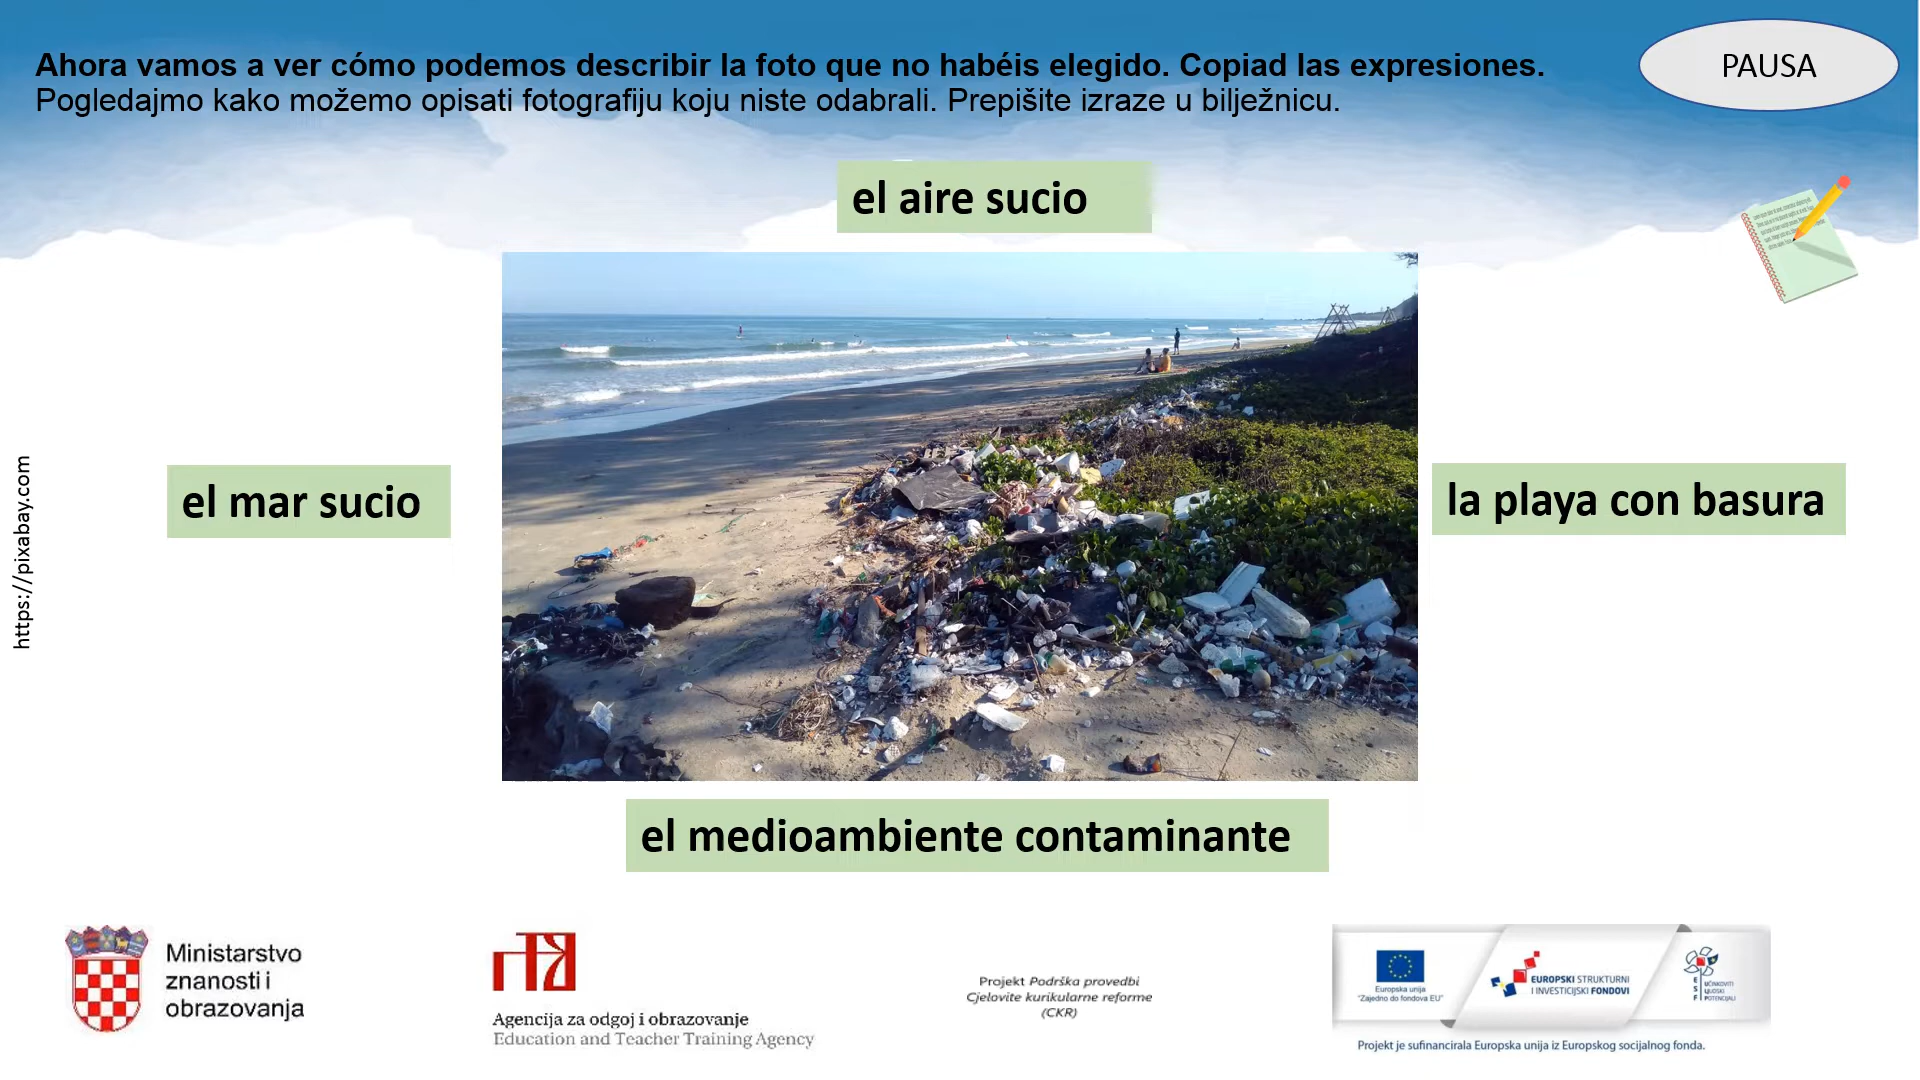 Ahora vamos a ver cómo podemos describir la foto que no habéis elegido. Copiad las expresiones.
Pogledajmo kako možemo opisati fotografiju koju niste odabrali. Prepišite izraze u bilježnicu.
PAUSA
el aire sucio
el mar sucio
la playa con basura
https://pixabay.com
el medioambiente contaminante
Ministarstvo
znanosti i
obrazovanja
Agencija za odgoj i obrazovanje
Education and Teacher Training Agency
Projekt Podrška provedbi
Cjelovite kurikularne reforme
(CKR)
Europska unija
"Zajedno do fondova EU"
EUROPSKI STRUKTURNI
I INVESTICIJSKI FONDOVI
ESF
UČINKOVITI
LJUDSKI
POTENCIJALI
Projekt je sufinancirala Europska unija iz Europskog socijalnog fonda.